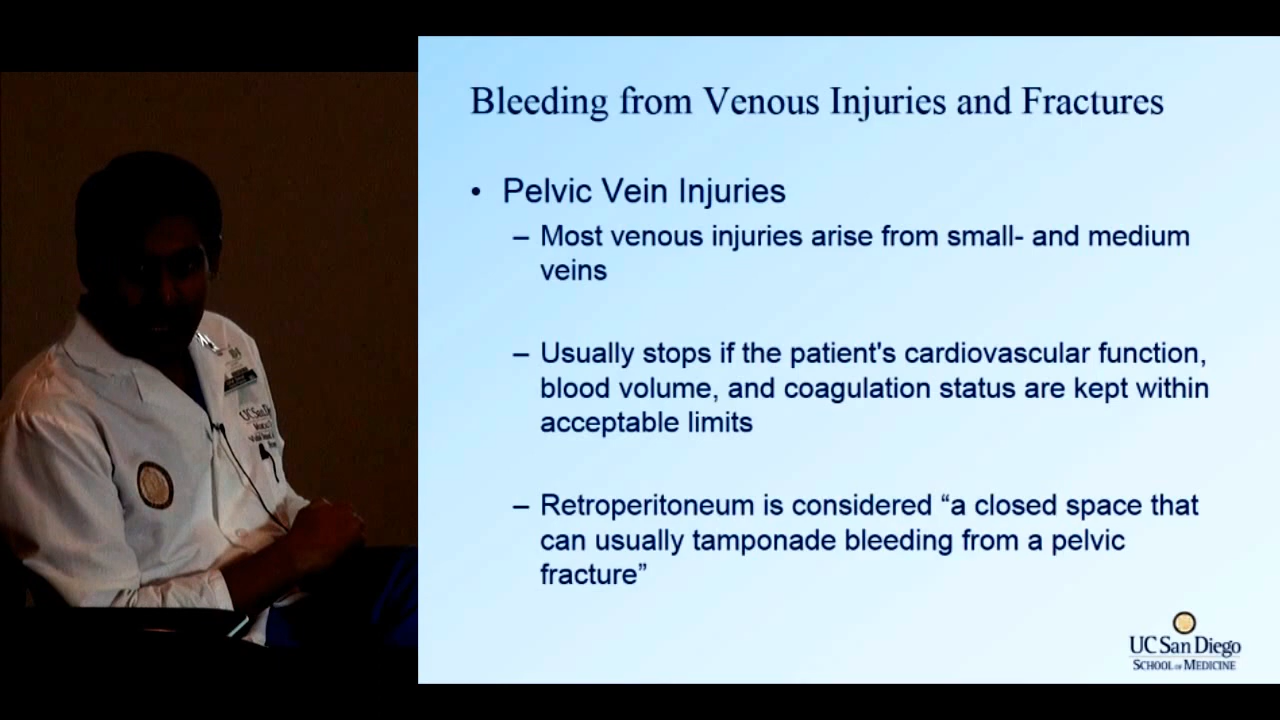 Bleeding from Venous Injuries and Fractures
• Pelvic Vein Injuries
– Most venous injuries arise from small- and medium
veins
– Usually stops if the patient's cardiovascular function,
blood volume, and coagulation status are kept within
acceptable limits
– Retroperitoneum is considered “a closed space that
can usually tamponade bleeding from a pelvic
fracture”
UC San Diego
SCHOOL OF MEDICINE
UC San